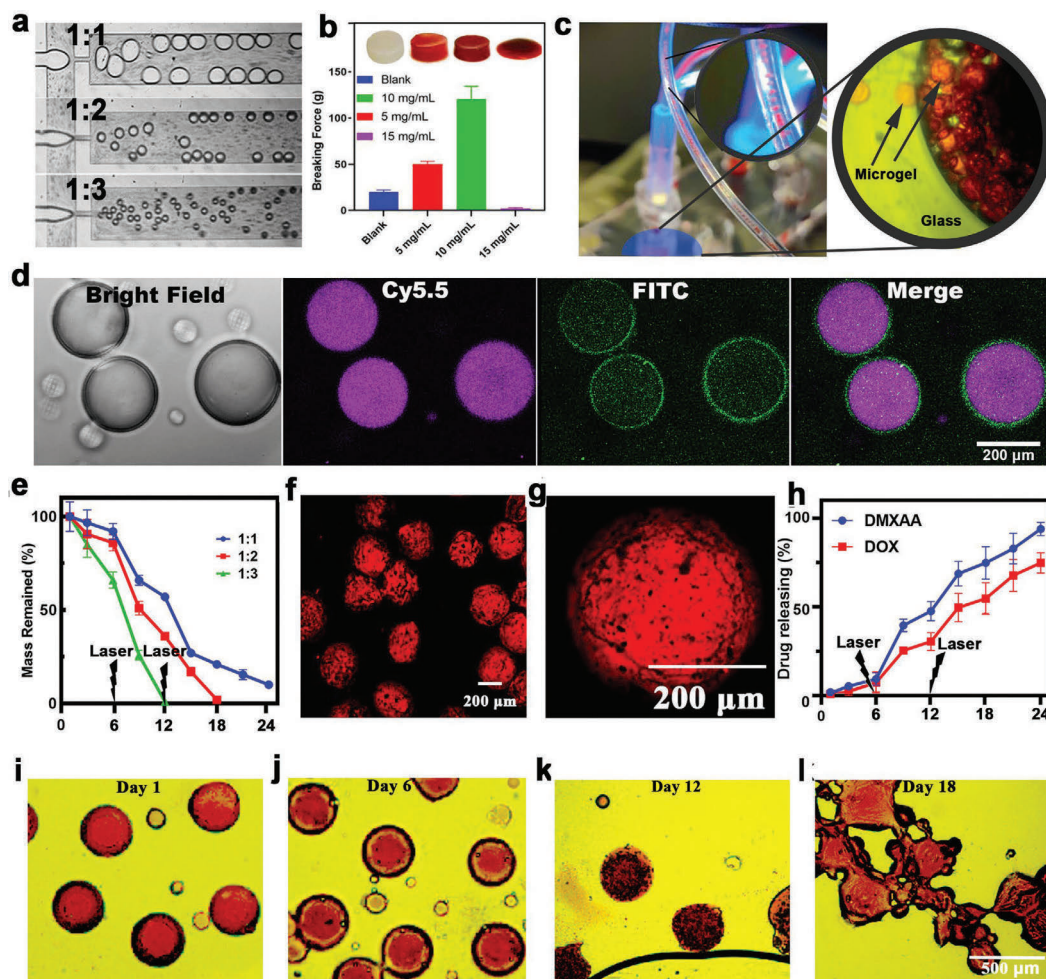 a
1:1
1:2
1:3
b
Breaking Force (g)
150
100
50
0
Blank
10 mg/mL
5 mg/mL
15 mg/mL
Blank
5 mg/mL
10 mg/mL
15 mg/mL
c
Microgel
Glass
d
Bright Field
Cy5.5
FITC
Merge
200 μm
e
Mass Remained (%)
100
50
0
1:1
1:2
1:3
Laser
Laser
0
6
12
18
24
f
200 μm
g
200 μm
h
Drug releasing (%)
100
50
0
DMXAA
DOX
Laser
Laser
0
6
12
18
24
i
Day 1
j
Day 6
k
Day 12
l
Day 18
500 μm